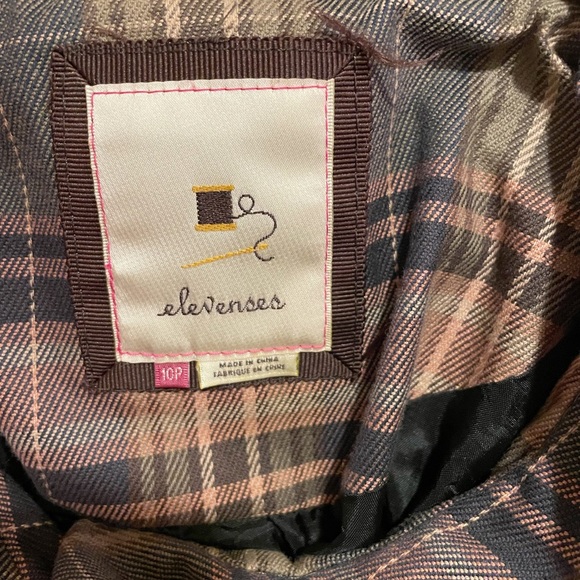 elevenses
10P
MADE IN CHINA
FABRIQUÉ EN CHINE